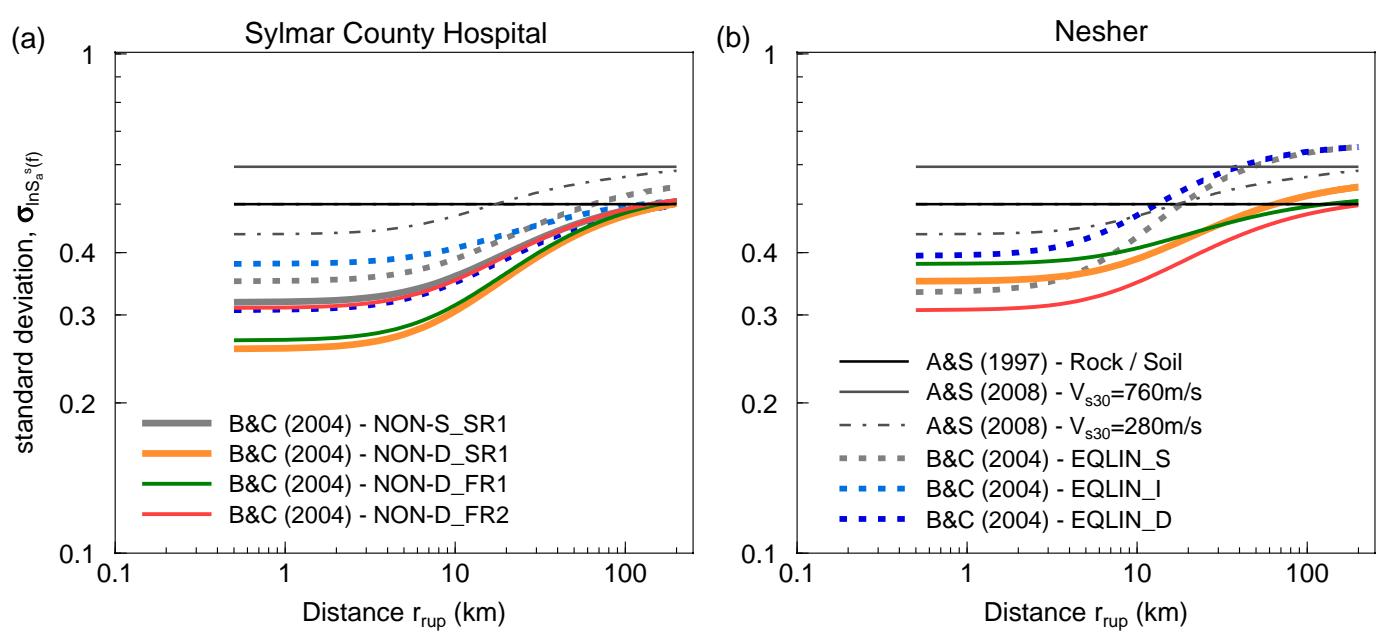 (a) Sylmar County Hospital
(b) Nesher
standard deviation, σlnSas(f)
1
0.4
0.3
0.2
0.1
B&C (2004) - NON-S_SR1
B&C (2004) - NON-D_SR1
B&C (2004) - NON-D_FR1
B&C (2004) - NON-D_FR2
0.1 1 10 100
Distance rrup (km)
1
0.4
0.3
0.2
0.1
A&S (1997) - Rock / Soil
A&S (2008) - Vs30=760m/s
A&S (2008) - Vs30=280m/s
B&C (2004) - EQLIN_S
B&C (2004) - EQLIN_I
B&C (2004) - EQLIN_D
0.1 1 10 100
Distance rrup (km)